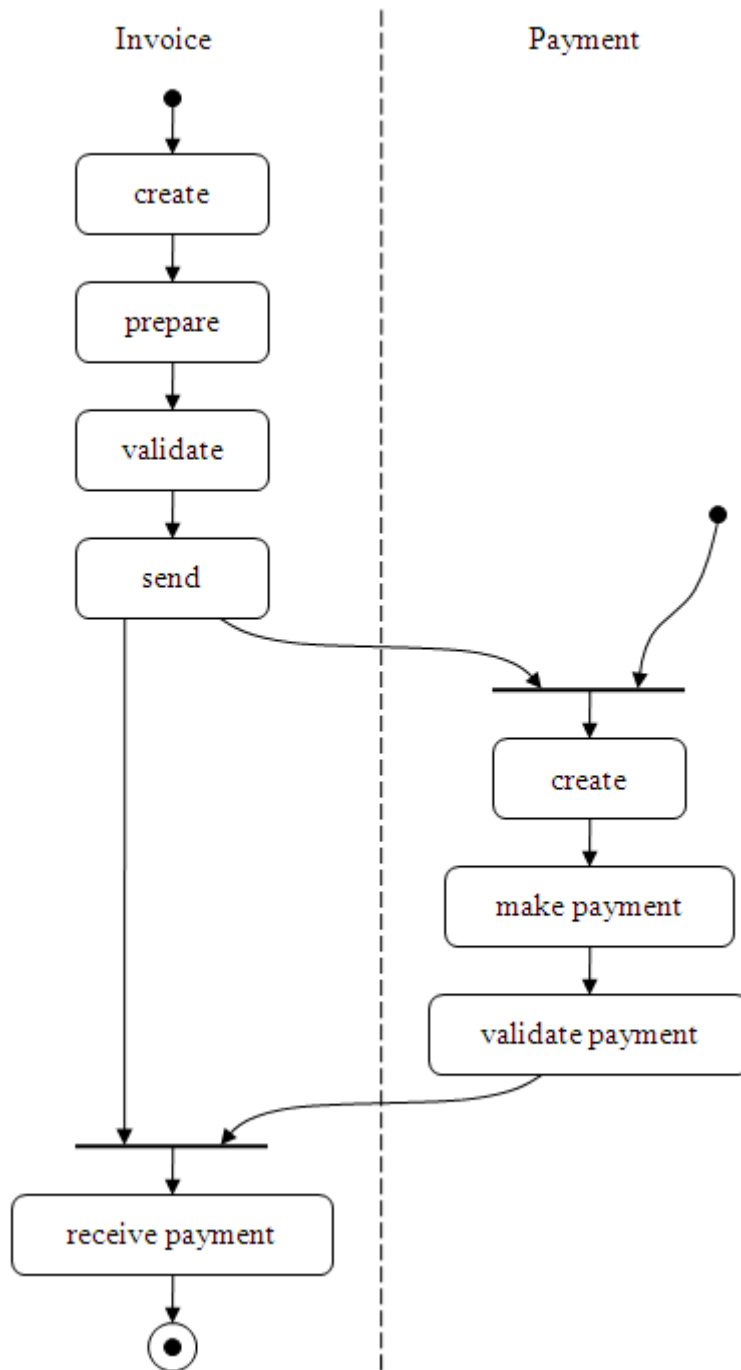 Invoice
Payment
create
prepare
validate
send
create
make payment
validate payment
receive payment